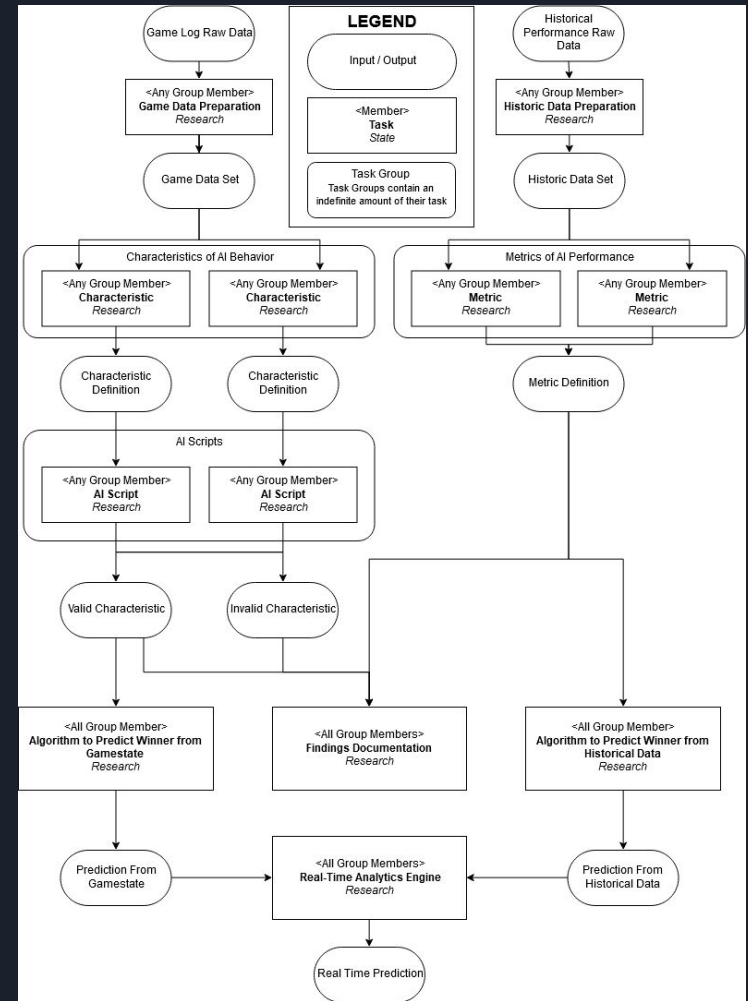 Game Log Raw Data
<Any Group Member>
Game Data Preparation
Research
Game Data Set
LEGEND
Input / Output
<Member>
Task
State
Task Group
Task Groups contain an
indefinite amount of their task
Historical
Performance Raw
Data
<Any Group Member>
Historic Data Preparation
Research
Historic Data Set
Characteristics of AI Behavior
<Any Group Member>
Characteristic
Research
<Any Group Member>
Characteristic
Research
Metrics of AI Performance
<Any Group Member>
Metric
Research
<Any Group Member>
Metric
Research
Characteristic
Definition
Characteristic
Definition
Metric Definition
AI Scripts
<Any Group Member>
AI Script
Research
<Any Group Member>
AI Script
Research
Valid Characteristic
Invalid Characteristic
<All Group Member>
Algorithm to Predict Winner from
Gamestate
Research
<All Group Members>
Findings Documentation
Research
<All Group Member>
Algorithm to Predict Winner from
Historical Data
Research
Prediction From
Gamestate
<All Group Members>
Real-Time Analytics Engine
Research
Prediction From
Historical Data
Real Time Prediction